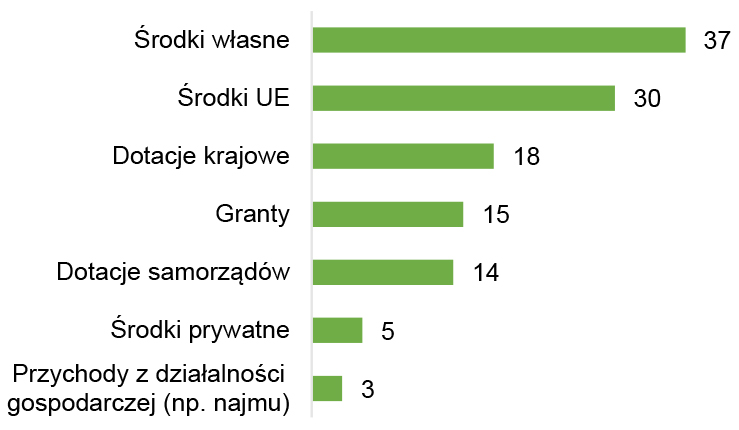 Środki własne 37
Środki UE 30
Dotacje krajowe 18
Granty 15
Dotacje samorządów 14
Środki prywatne 5
Przychody z działalności
gospodarczej (np. najmu) 3